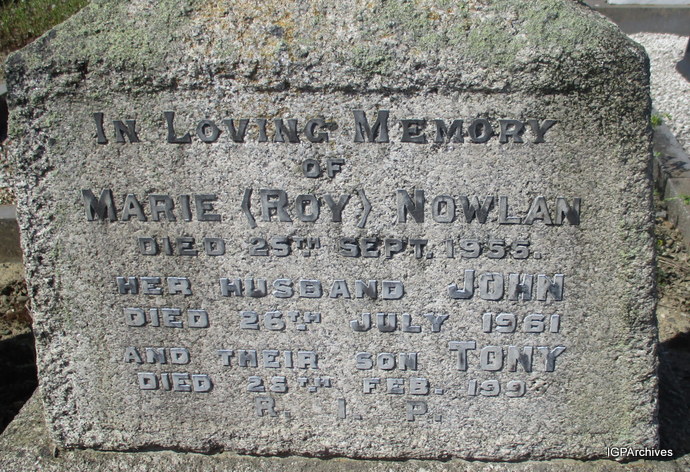 IN LOVING MEMORY
OF
MARIE (ROY) NOWLAN
DIED 25TH SEPT. 1955.
HER HUSBAND JOHN
DIED 26TH JULY 1961
AND THEIR SON TONY
DIED 25TH FEB.
R. I. P.
IGPArchives